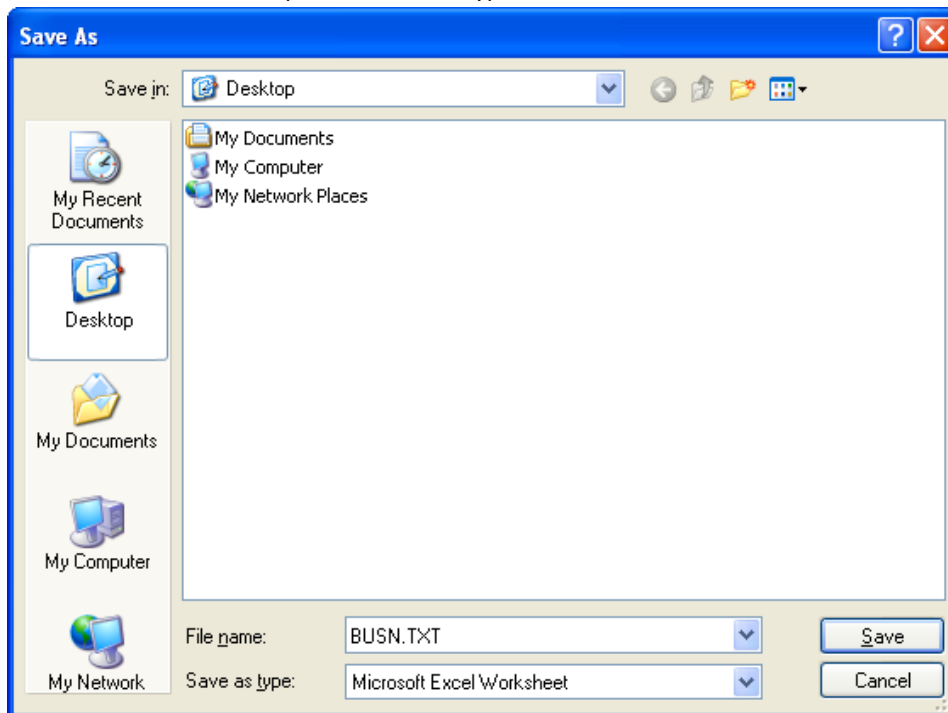 Save As
Save in: Desktop
My Documents
My Computer
My Network Places
My Recent
Documents
Desktop
My Documents
My Computer
My Network
File name: BUSN.TXT
Save
Save as type: Microsoft Excel Worksheet
Cancel